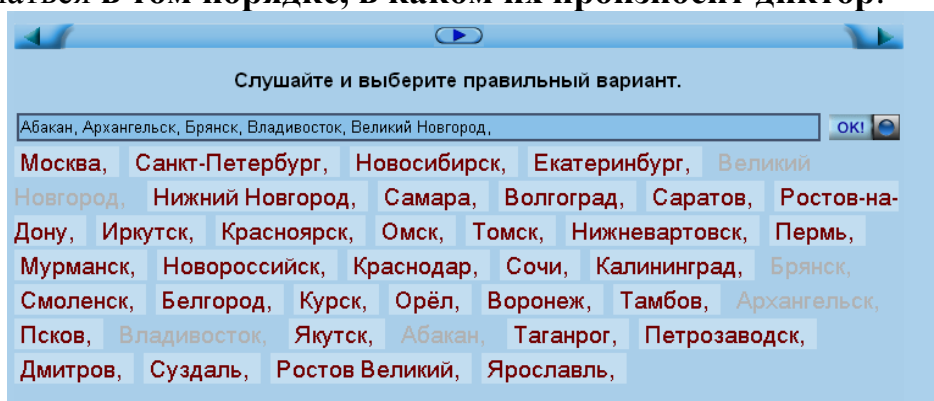 в том порядке, в каком их произносит диктор.
Слушайте и выберите правильный вариант.
Абакан, Архангельск, Брянск, Владивосток, Великий Новгород,
OK!
Москва, Санкт-Петербург, Новосибирск, Екатеринбург, Великий
Новгород, Нижний Новгород, Самара, Волгоград, Саратов, Ростов-на-
Дону, Иркутск, Красноярск, Омск, Томск, Нижневартовск, Пермь,
Мурманск, Новороссийск, Краснодар, Сочи, Калининград, Брянск,
Смоленск, Белгород, Курск, Орёл, Воронеж, Тамбов, Архангельск,
Псков, Владивосток, Якутск, Абакан, Таганрог, Петрозаводск,
Дмитров, Суздаль, Ростов Великий, Ярославль,